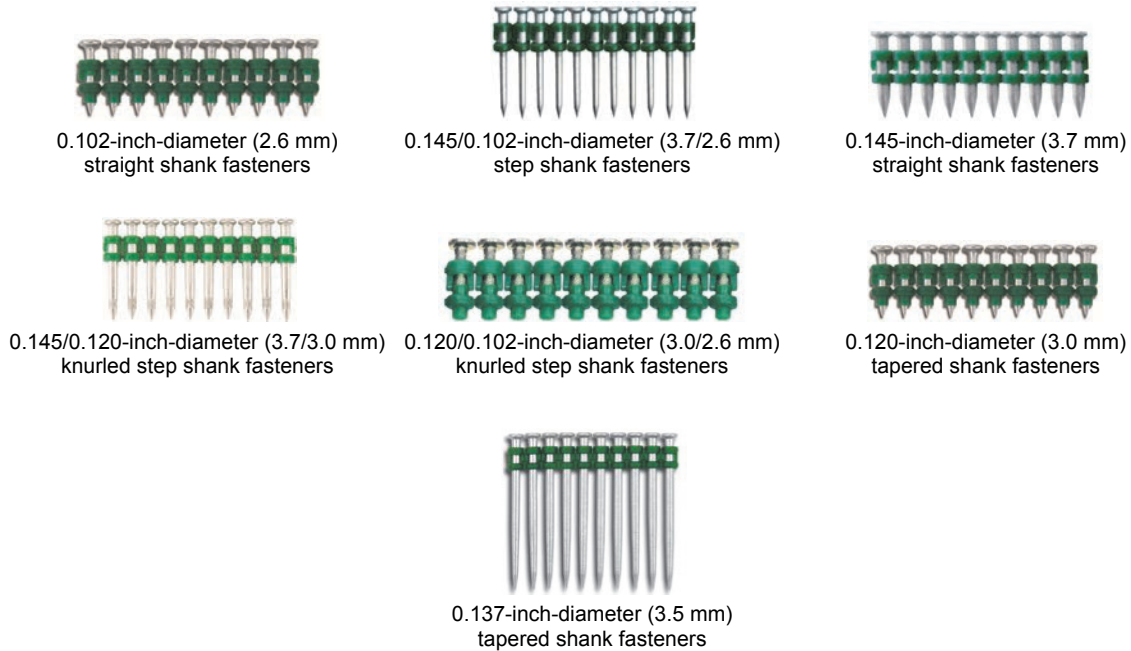 0.102-inch-diameter (2.6 mm)
straight shank fasteners
0.145/0.102-inch-diameter (3.7/2.6 mm)
step shank fasteners
0.145-inch-diameter (3.7 mm)
straight shank fasteners
0.145/0.120-inch-diameter (3.7/3.0 mm)
knurled step shank fasteners
0.120/0.102-inch-diameter (3.0/2.6 mm)
knurled step shank fasteners
0.120-inch-diameter (3.0 mm)
tapered shank fasteners
0.137-inch-diameter (3.5 mm)
tapered shank fasteners